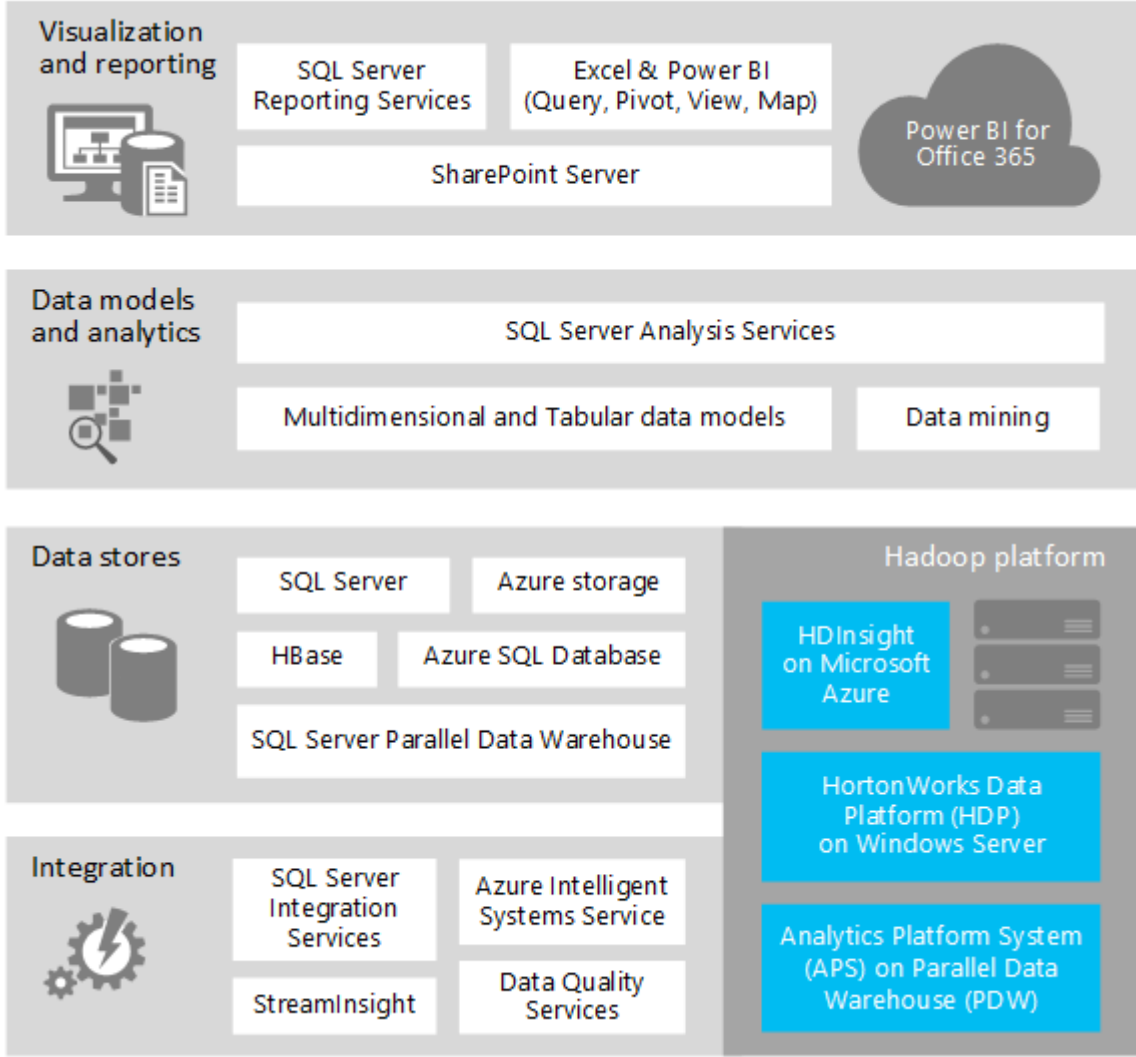 Visualization
and reporting
SQL Server
Reporting Services
Excel & Power BI
(Query, Pivot, View, Map)
SharePoint Server
Power BI for
Office 365
Data models
and analytics
SQL Server Analysis Services
Multidimensional and Tabular data models
Data mining
Data stores
SQL Server
Azure storage
HBase
Azure SQL Database
SQL Server Parallel Data Warehouse
Hadoop platform
HDInsight
on Microsoft
Azure
HortonWorks Data
Platform (HDP)
on Windows Server
Analytics Platform System
(APS) on Parallel Data
Warehouse (PDW)
Integration
SQL Server
Integration
Services
Azure Intelligent
Systems Service
StreamInsight
Data Quality
Services